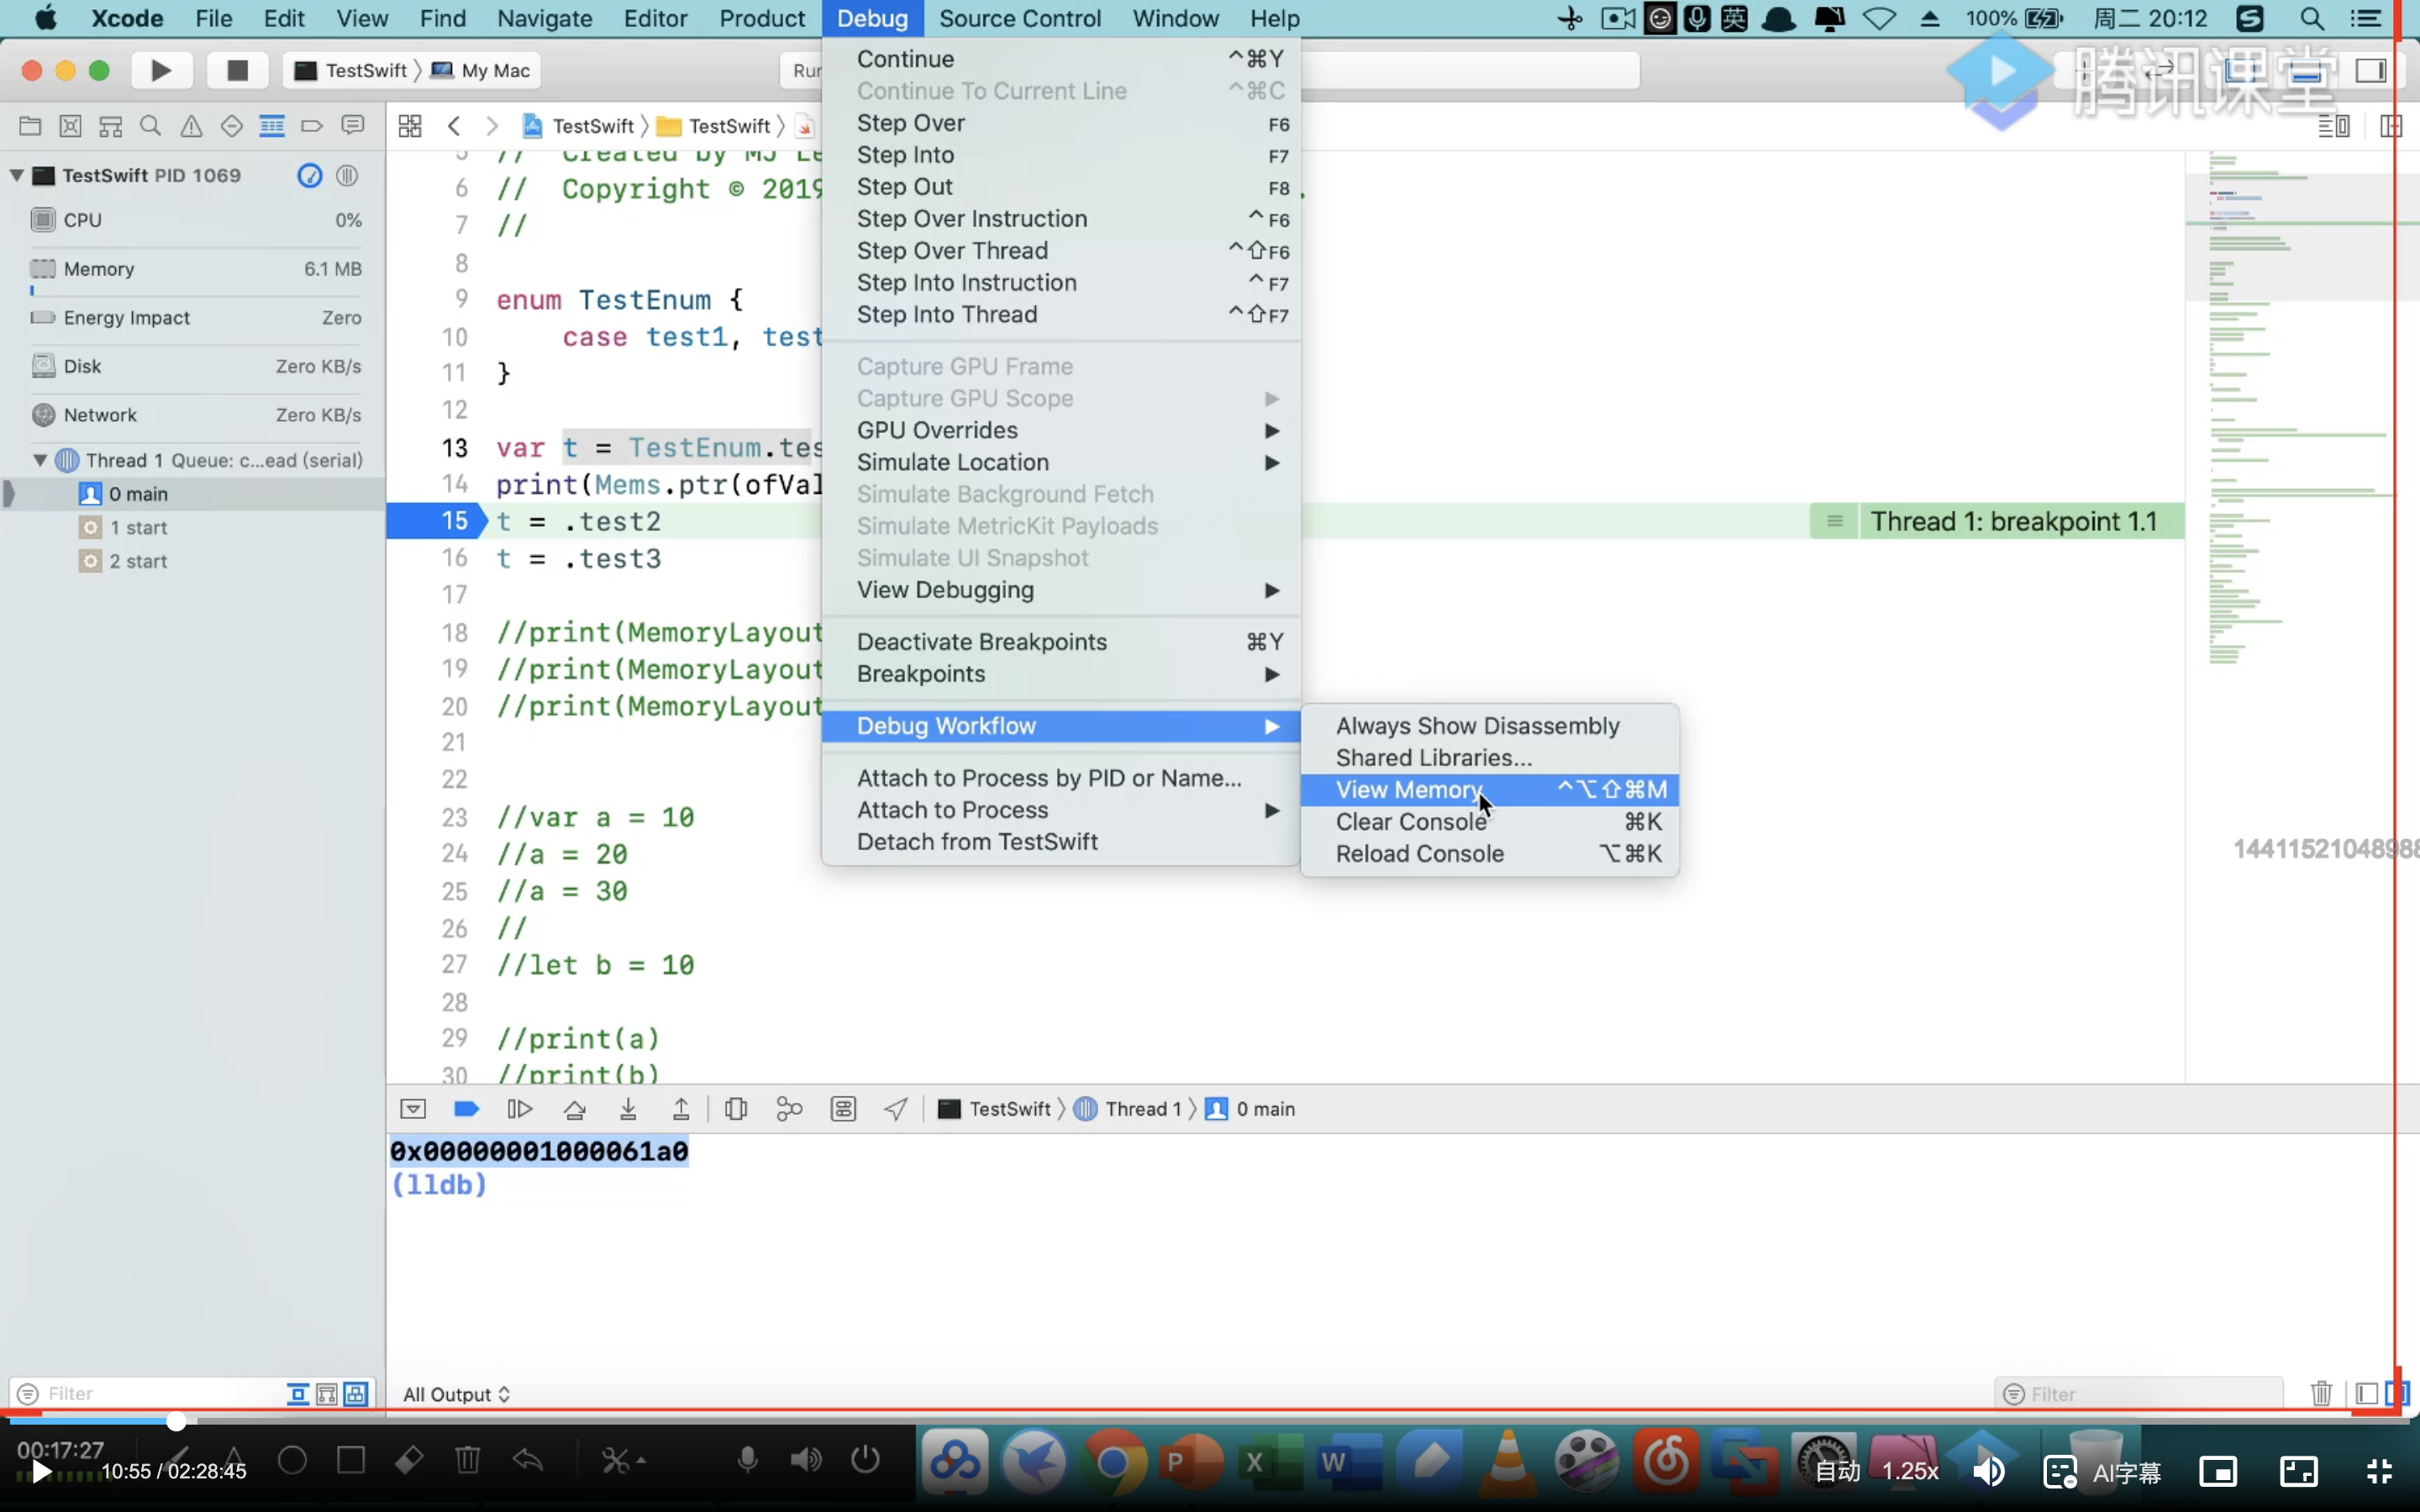 Xcode File Edit View Find Navigate Editor Product Debug Source Control Window Help 英 100% 周二 20:12
TestSwift My Mac
腾讯课堂
TestSwift TestSwift
TestSwift PID 1069
CPU 0%
Memory 6.1 MB
Energy Impact Zero
Disk Zero KB/s
Network Zero KB/s
Thread 1 Queue: c...ead (serial)
0 main
1 start
2 start
Filter
5 // Created by MJ
6 // Copyright © 2019
7 //
8
9 enum TestEnum {
10 case test1,
11 }
12
13 var t = TestEnum.
14 print(Mems.ptr(
15 t = .test2
16 t = .test3
17
18 //print(MemoryLayout
19 //print(MemoryLayout
20 //print(MemoryLayout
21
22
23 //var a = 10
24 //a = 20
25 //a = 30
26 //
27 //let b = 10
28
29 //print(a)
30 //print(b)
Thread 1: breakpoint 1.1
Continue ^⌘Y
Continue To Current Line ^⌘C
Step Over F6
Step Into F7
Step Out F8
Step Over Instruction ^F6
Step Over Thread ^⇧F6
Step Into Instruction ^F7
Step Into Thread ^⇧F7
Capture GPU Frame
Capture GPU Scope
GPU Overrides
Simulate Location
Simulate Background Fetch
Simulate MetricKit Payloads
Simulate UI Snapshot
View Debugging
Deactivate Breakpoints ⌘Y
Breakpoints
Debug Workflow
Attach to Process by PID or Name...
Attach to Process
Detach from TestSwift
Always Show Disassembly
Shared Libraries...
View Memory ^⌥⇧⌘M
Clear Console ⌘K
Reload Console ⌥⌘K
TestSwift Thread 1 0 main
0x00000001000061a0
(lldb)
All Output
Filter
00:17:27
10:55 / 02:28:45
自动 1.25x AI字幕